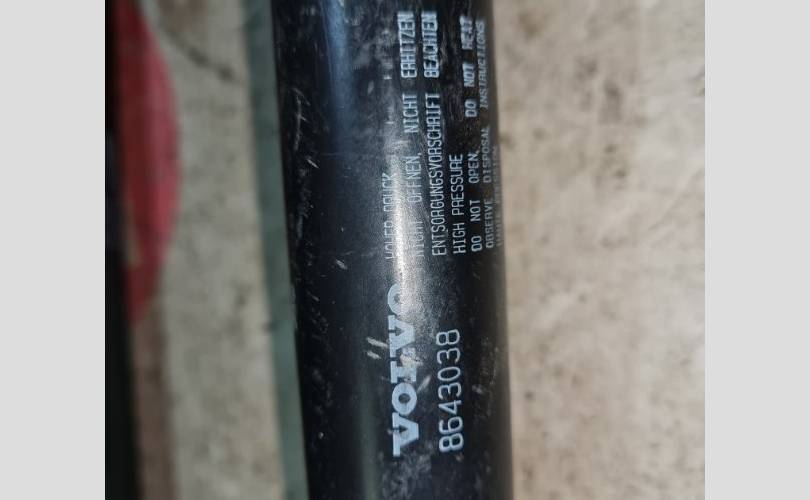 VOLVO
8643038
HOHER DRUCK
NICHT ÖFFNEN, NICHT ERHITZEN
ENTSORGUNGSVORSCHRIFT BEACHTEN
HIGH PRESSURE
DO NOT OPEN, DO NOT HEAT
OBSERVE DISPOSAL INSTRUCTIONS